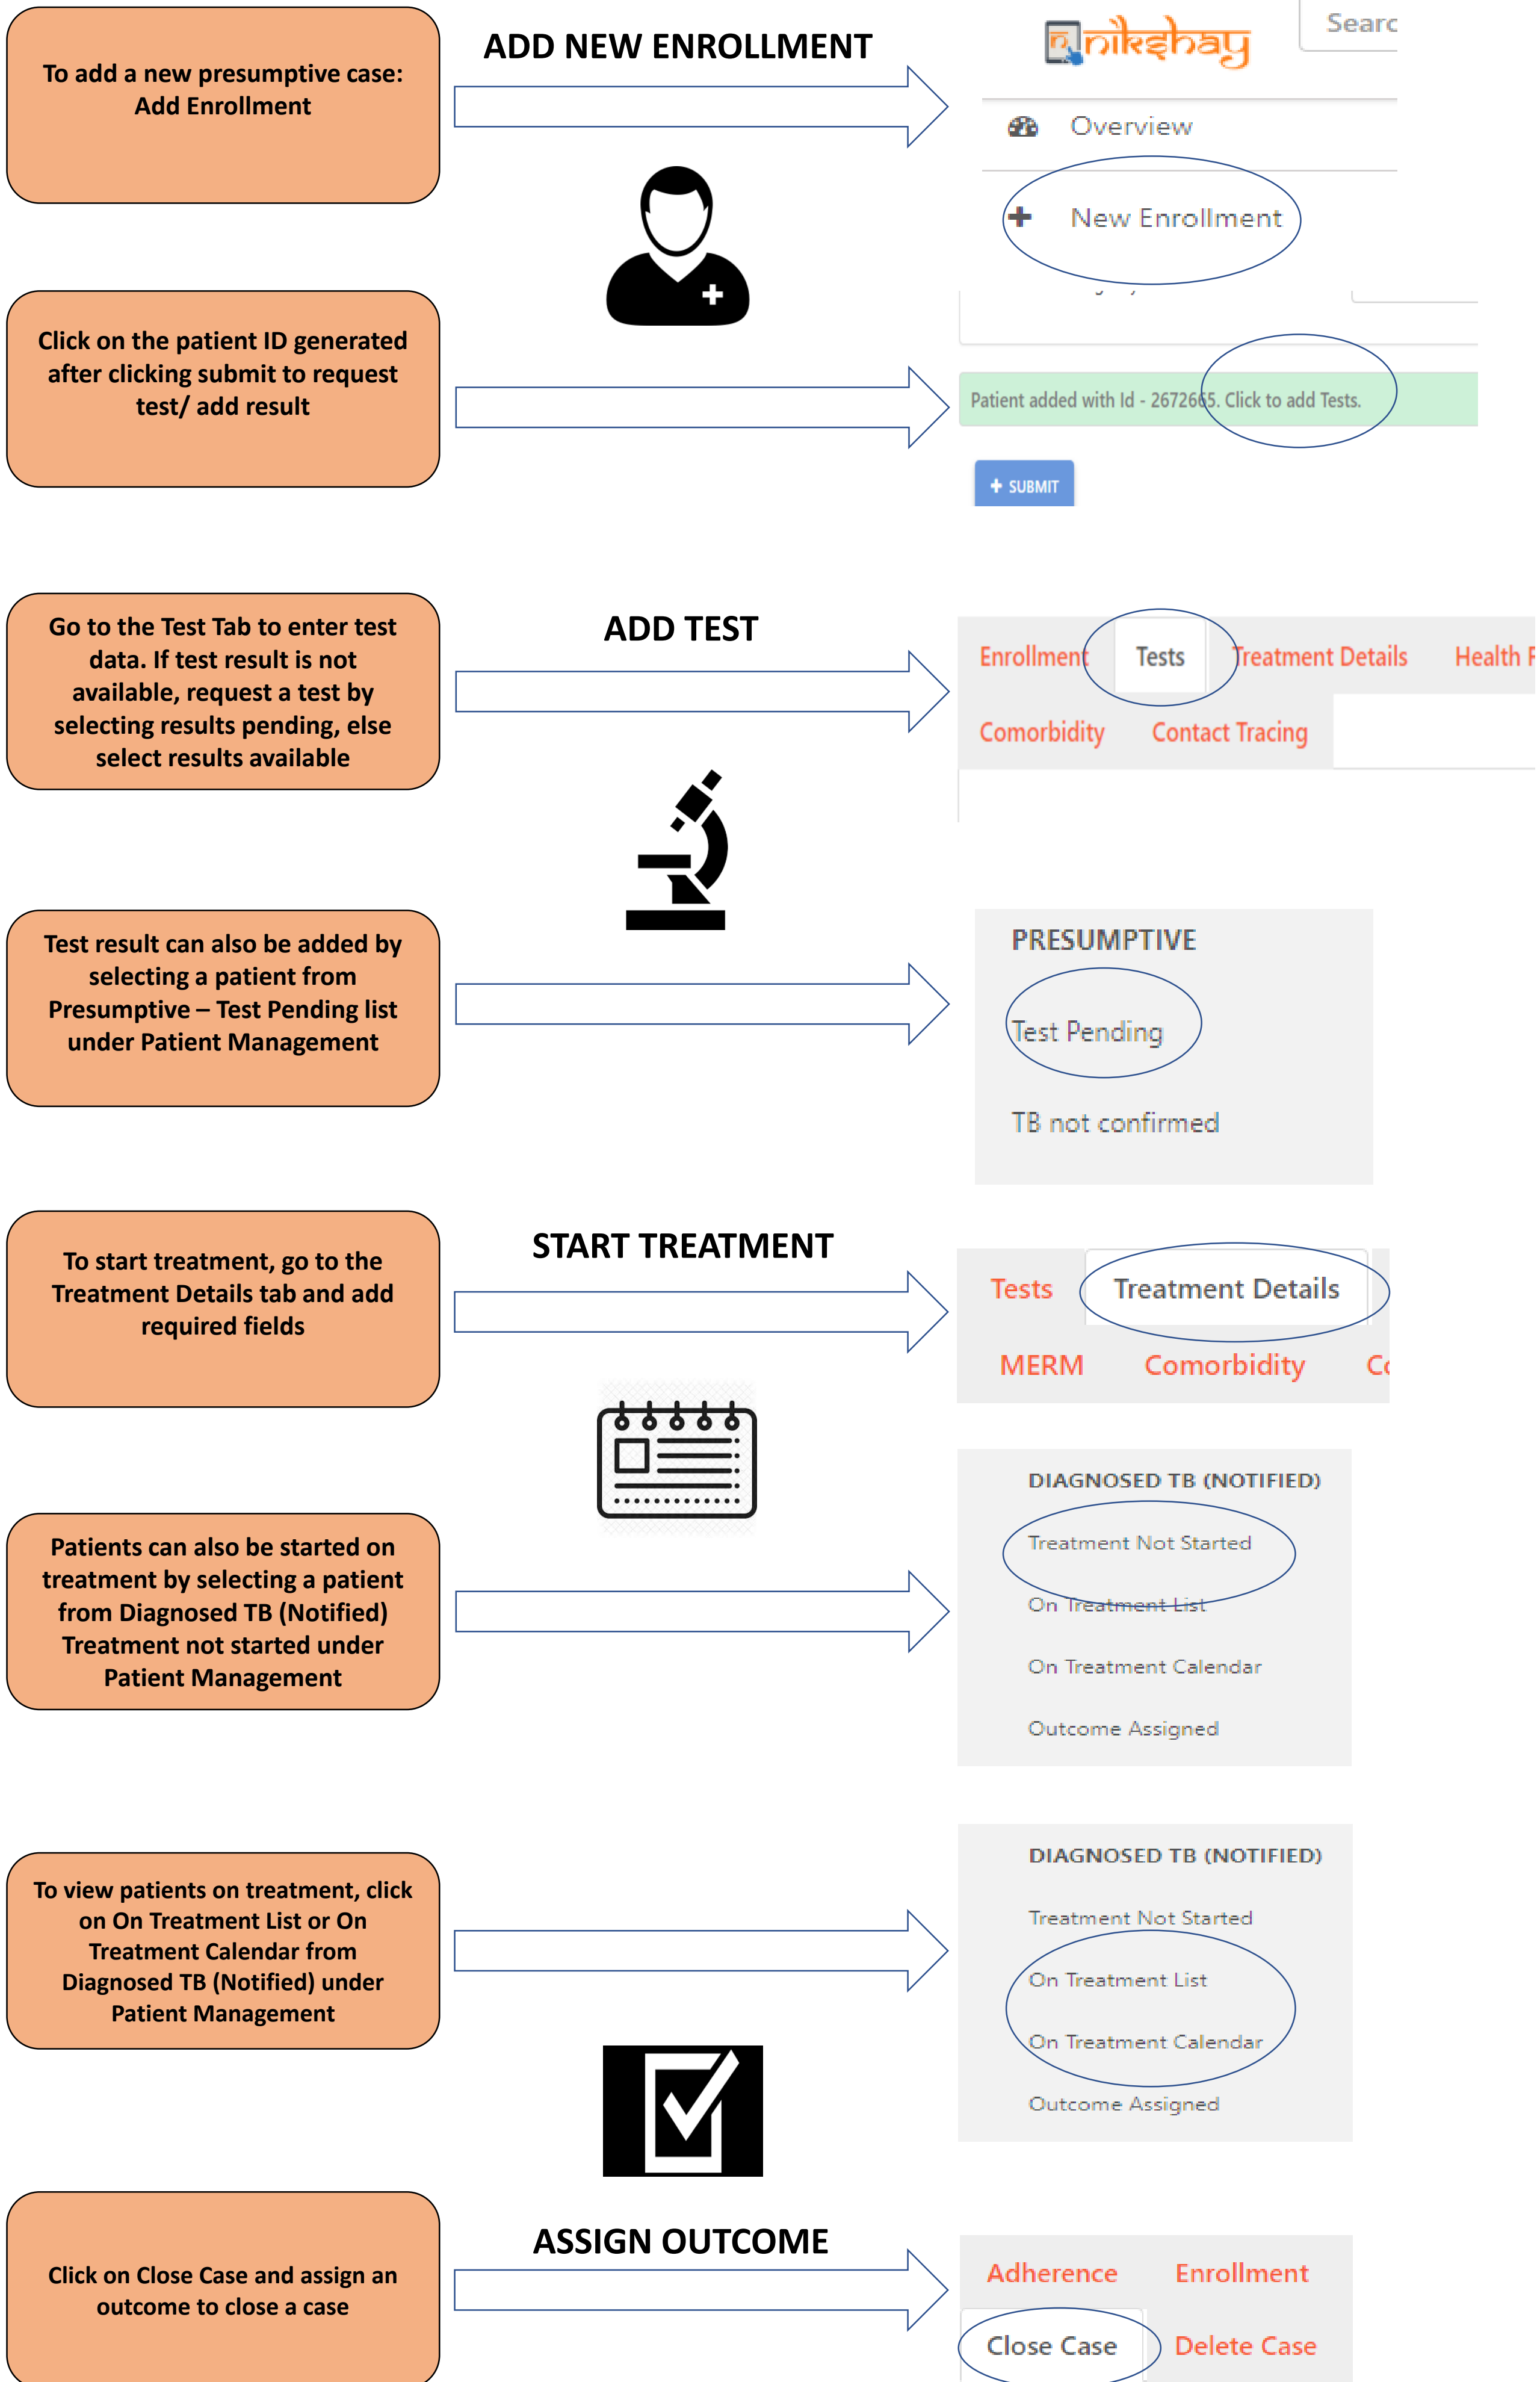 To add a new presumptive case:
Add Enrollment
ADD NEW ENROLLMENT
nikshay
Searc
Overview
New Enrollment
Click on the patient ID generated
after clicking submit to request
test/ add result
Patient added with Id - 2672665. Click to add Tests.
+ SUBMIT
Go to the Test Tab to enter test
data. If test result is not
available, request a test by
selecting results pending, else
select results available
ADD TEST
Enrollment Tests Treatment Details Health
Comorbidity Contact Tracing
Test result can also be added by
selecting a patient from
Presumptive – Test Pending list
under Patient Management
PRESUMPTIVE
Test Pending
TB not confirmed
To start treatment, go to the
Treatment Details tab and add
required fields
START TREATMENT
Tests Treatment Details
MERM Comorbidity
Patients can also be started on
treatment by selecting a patient
from Diagnosed TB (Notified)
Treatment not started under
Patient Management
DIAGNOSED TB (NOTIFIED)
Treatment Not Started
On Treatment List
On Treatment Calendar
Outcome Assigned
To view patients on treatment, click
on On Treatment List or On
Treatment Calendar from
Diagnosed TB (Notified) under
Patient Management
DIAGNOSED TB (NOTIFIED)
Treatment Not Started
On Treatment List
On Treatment Calendar
Outcome Assigned
Click on Close Case and assign an
outcome to close a case
ASSIGN OUTCOME
Adherence Enrollment
Close Case Delete Case